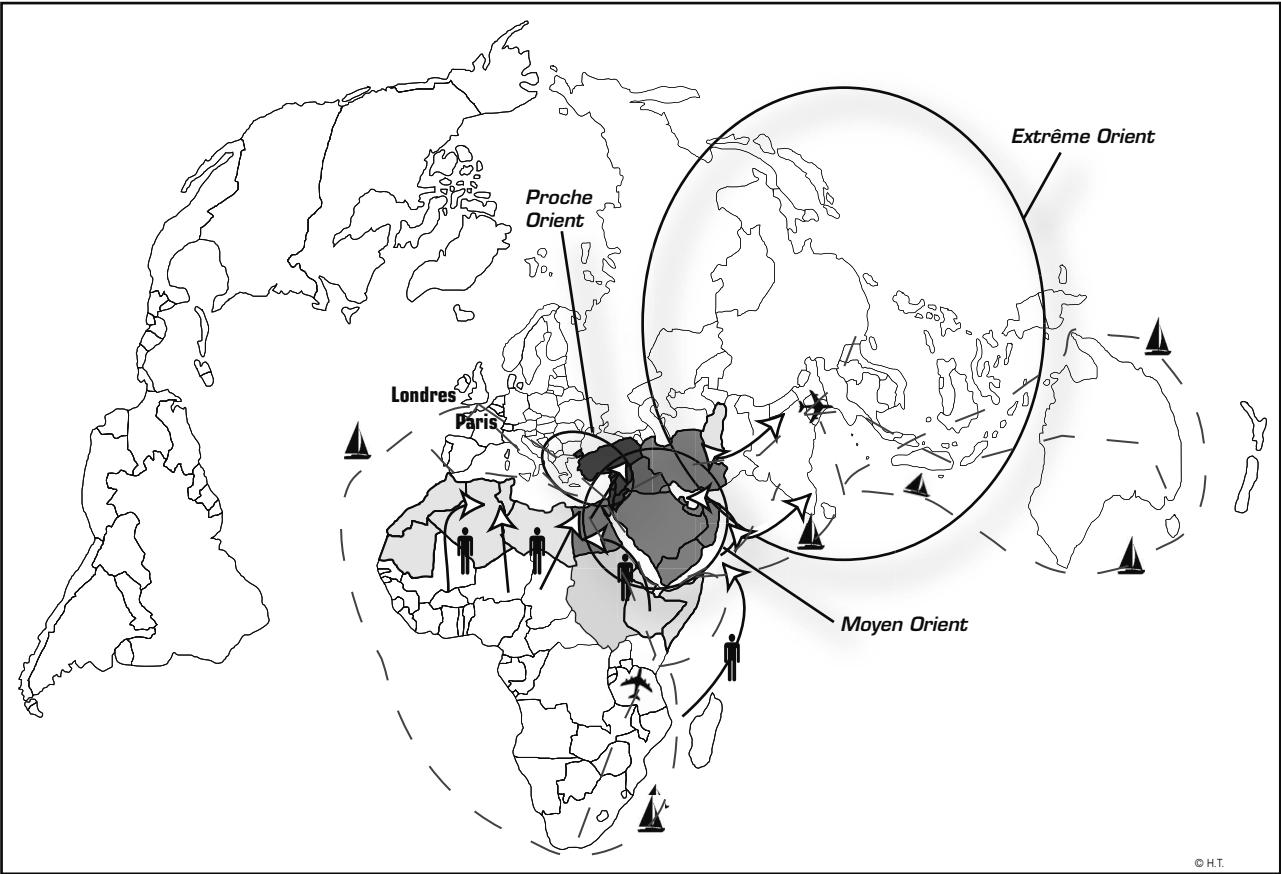 Extrême Orient
Proche
Orient
Londres
Paris
Moyen Orient
© H.T.